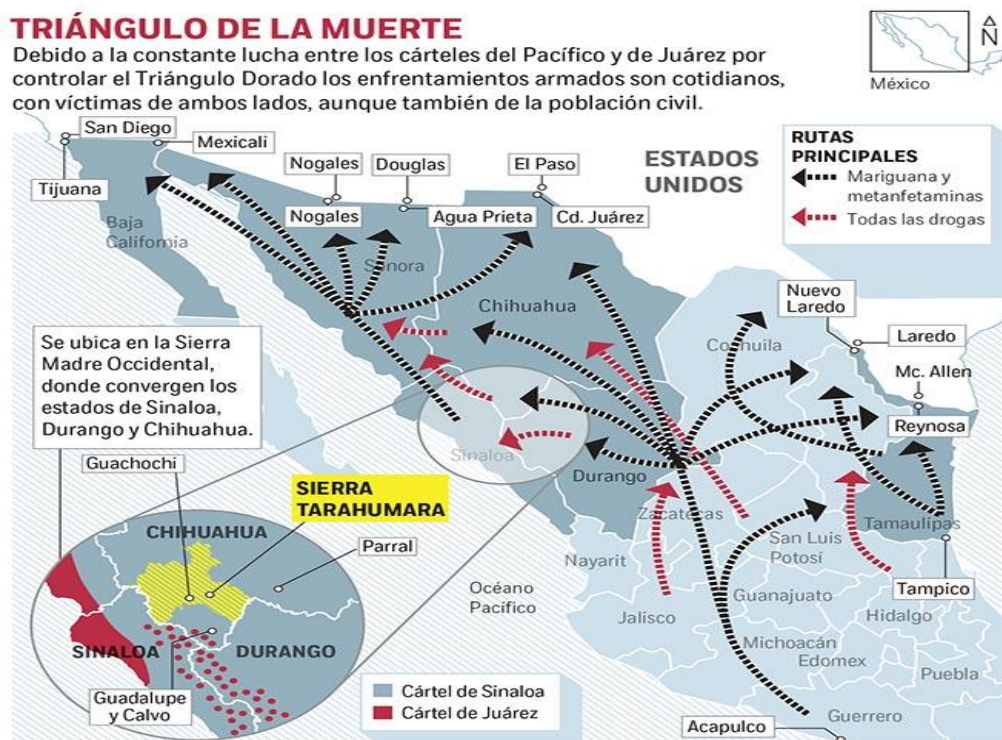 TRIÁNGULO DE LA MUERTE
Debido a la constante lucha entre los cárteles del Pacífico y de Juárez por
controlar el Triángulo Dorado los enfrentamientos armados son cotidianos,
con víctimas de ambos lados, aunque también de la población civil.
N
México
San Diego
Mexicali
Tijuana
Nogales
Douglas
El Paso
Nogales
Agua Prieta
Cd. Juárez
ESTADOS
UNIDOS
RUTAS
PRINCIPALES
Mariguana y
metanfetaminas
Todas las drogas
Baja
California
Sonora
Chihuahua
Coahuila
Nuevo
Laredo
Laredo
Mc. Allen
Reynosa
Se ubica en la Sierra
Madre Occidental,
donde convergen los
estados de Sinaloa,
Durango y Chihuahua.
Sinaloa
Durango
Zacatecas
Tamaulipas
San Luis
Potosí
Nayarit
Tampico
Guachochi
SIERRA
TARAHUMARA
CHIHUAHUA
Parral
Océano
Pacífico
Jalisco
Guanajuato
Hidalgo
Michoacán
Edomex
Puebla
SINALOA
DURANGO
Guadalupe
y Calvo
Cártel de Sinaloa
Cártel de Juárez
Guerrero
Acapulco